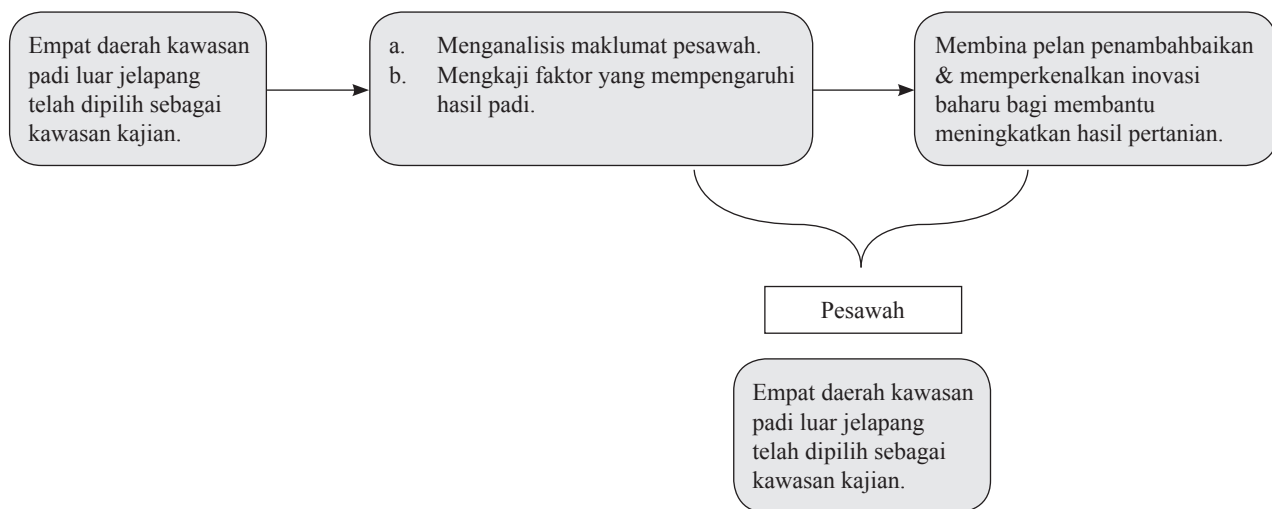 Empat daerah kawasan
padi luar jelapang
telah dipilih sebagai
kawasan kajian.
a. Menganalisis maklumat pesawah.
b. Mengkaji faktor yang mempengaruhi
hasil padi.
Membina pelan penambahbaikan
& memperkenalkan inovasi
baharu bagi membantu
meningkatkan hasil pertanian.
Pesawah
Empat daerah kawasan
padi luar jelapang
telah dipilih sebagai
kawasan kajian.